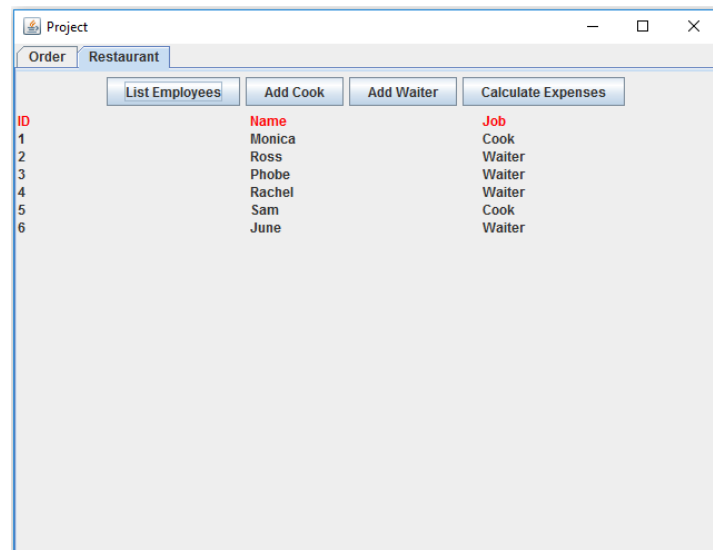 Project
Order Restaurant
List Employees Add Cook Add Waiter Calculate Expenses
ID Name Job
1 Monica Cook
2 Ross Waiter
3 Phobe Waiter
4 Rachel Waiter
5 Sam Cook
6 June Waiter